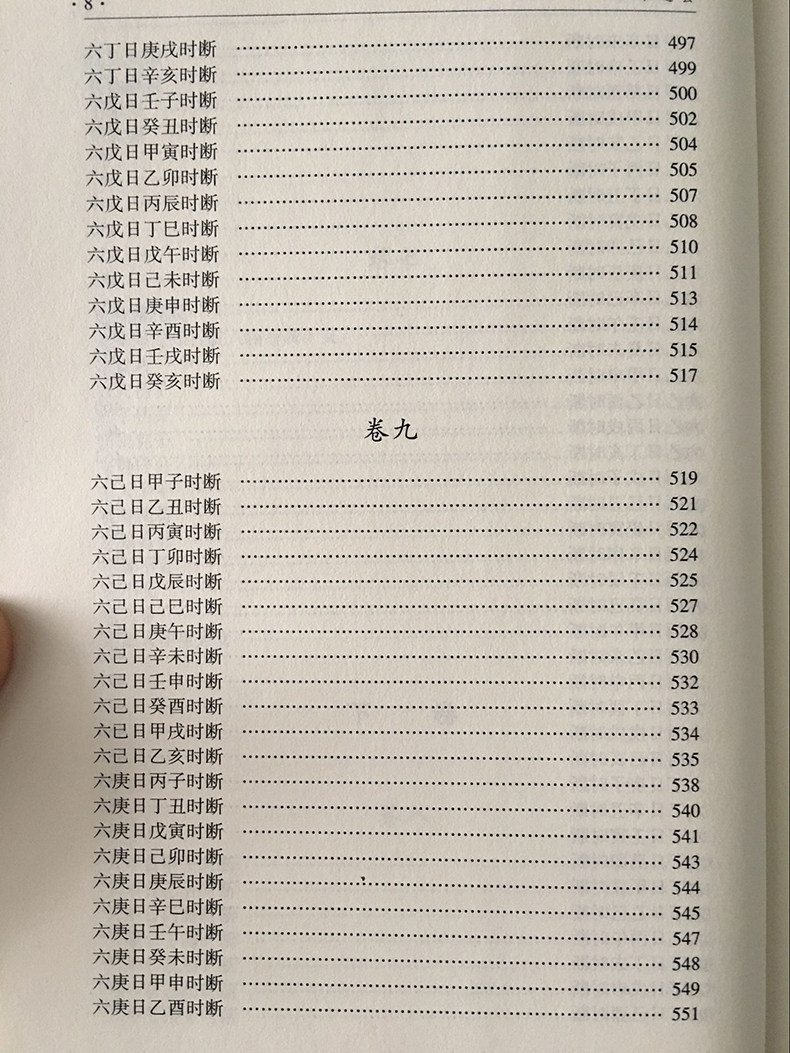 · 8 ·
六丁日庚戌时断 …… 497
六丁日辛亥时断 …… 499
六戊日壬子时断 …… 500
六戊日癸丑时断 …… 502
六戊日甲寅时断 …… 504
六戊日乙卯时断 …… 505
六戊日丙辰时断 …… 507
六戊日丁巳时断 …… 508
六戊日戊午时断 …… 510
六戊日己未时断 …… 511
六戊日庚申时断 …… 513
六戊日辛酉时断 …… 514
六戊日壬戌时断 …… 515
六戊日癸亥时断 …… 517
卷九
六己日甲子时断 …… 519
六己日乙丑时断 …… 521
六己日丙寅时断 …… 522
六己日丁卯时断 …… 524
六己日戊辰时断 …… 525
六己日己巳时断 …… 527
六己日庚午时断 …… 528
六己日辛未时断 …… 530
六己日壬申时断 …… 532
六己日癸酉时断 …… 533
六己日甲戌时断 …… 534
六己日乙亥时断 …… 535
六庚日丙子时断 …… 538
六庚日丁丑时断 …… 540
六庚日戊寅时断 …… 541
六庚日己卯时断 …… 543
六庚日庚辰时断 …… 544
六庚日辛巳时断 …… 545
六庚日壬午时断 …… 547
六庚日癸未时断 …… 548
六庚日甲申时断 …… 549
六庚日乙酉时断 …… 551